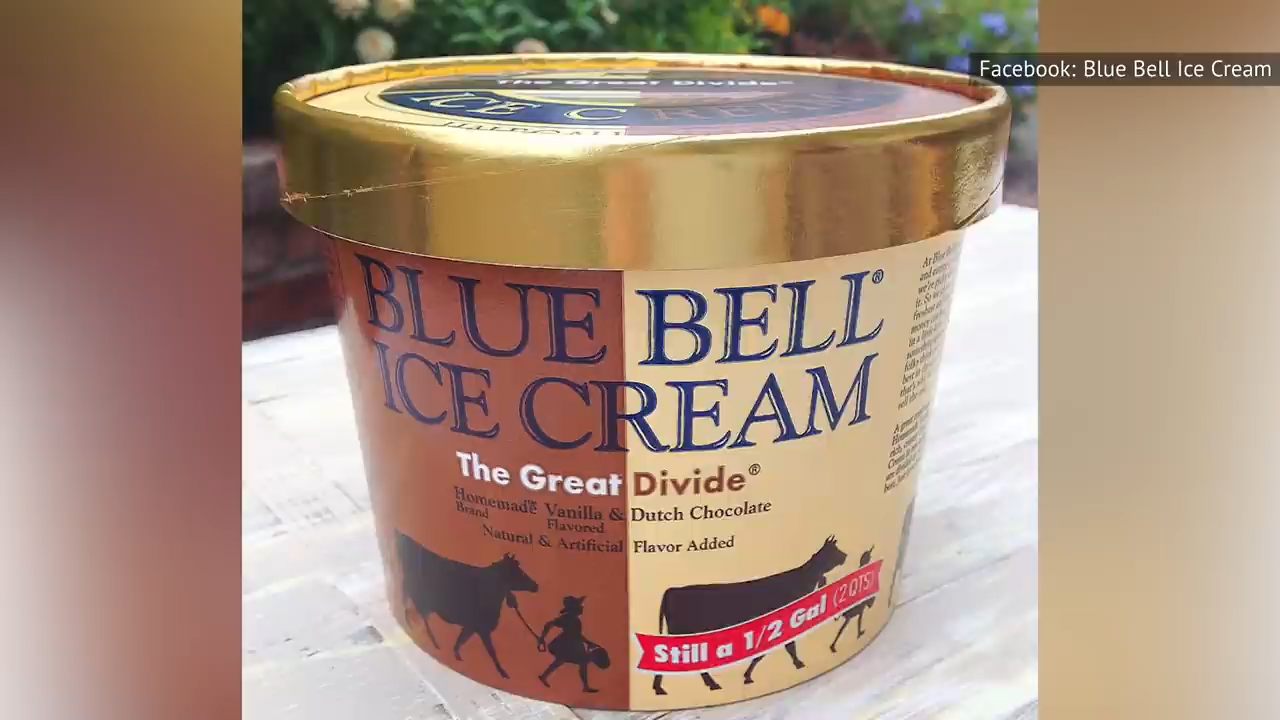 Facebook: Blue Bell Ice Cream
The Great Divide
ICE CREAM
BLUE BELL®
ICE CREAM
The Great Divide®
Homemade™ Vanilla & Dutch Chocolate
Brand Flavored
Natural & Artificial Flavor Added
Still a 1/2 Gal (2 QTS)